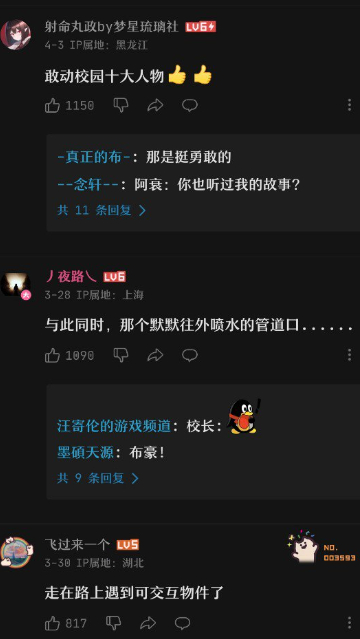 射命丸政by梦星琉璃社 LV6
4-3 IP属地：黑龙江
敢动校园十大人物👍👍
1150
-真正的布-：那是挺勇敢的
--念轩--：阿衰：你也听过我的故事？
共 11 条回复 >
丿夜路乀 LV6
3-28 IP属地：上海
与此同时，那个默默往外喷水的管道口......
1090
汪寄伦的游戏频道：校长：
墨碩天源：布豪！
共 9 条回复 >
飞过来一个 LV5
NO.
003593
3-30 IP属地：湖北
走在路上遇到可交互物件了
817